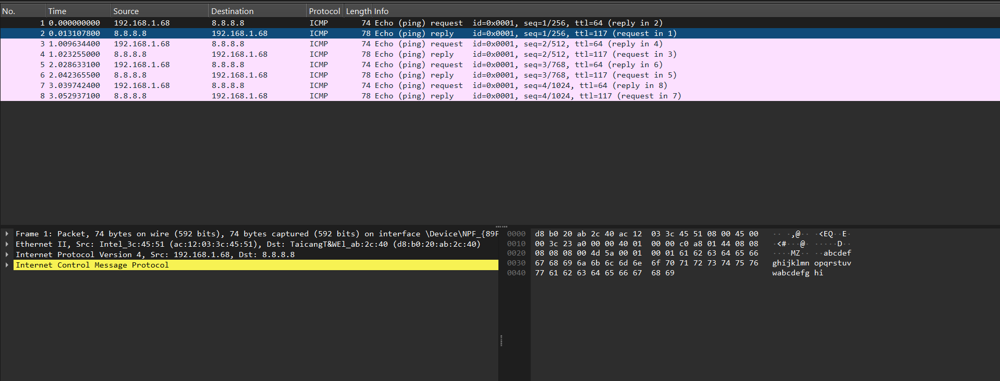 No. Time Source Destination Protocol Length Info
1 0.000000000 192.168.1.68 8.8.8.8 ICMP 74 Echo (ping) request id=0x0001, seq=1/256, ttl=64 (reply in 2)
2 0.013107800 8.8.8.8 192.168.1.68 ICMP 78 Echo (ping) reply id=0x0001, seq=1/256, ttl=117 (request in 1)
3 1.009634400 192.168.1.68 8.8.8.8 ICMP 74 Echo (ping) request id=0x0001, seq=2/512, ttl=64 (reply in 4)
4 1.023255000 8.8.8.8 192.168.1.68 ICMP 78 Echo (ping) reply id=0x0001, seq=2/512, ttl=117 (request in 3)
5 2.028633100 192.168.1.68 8.8.8.8 ICMP 74 Echo (ping) request id=0x0001, seq=3/768, ttl=64 (reply in 6)
6 2.042365500 8.8.8.8 192.168.1.68 ICMP 78 Echo (ping) reply id=0x0001, seq=3/768, ttl=117 (request in 5)
7 3.039742400 192.168.1.68 8.8.8.8 ICMP 74 Echo (ping) request id=0x0001, seq=4/1024, ttl=64 (reply in 8)
8 3.052937100 8.8.8.8 192.168.1.68 ICMP 78 Echo (ping) reply id=0x0001, seq=4/1024, ttl=117 (request in 7)
Frame 1: Packet, 74 bytes on wire (592 bits), 74 bytes captured (592 bits) on interface \Device\NPF_{89F
Ethernet II, Src: Intel_3c:45:51 (ac:12:03:3c:45:51), Dst: TaicangT&WEl_ab:2c:40 (d8:b0:20:ab:2c:40)
Internet Protocol Version 4, Src: 192.168.1.68, Dst: 8.8.8.8
Internet Control Message Protocol
0000 d8 b0 20 ab 2c 40 ac 12 03 3c 45 51 08 00 45 00 ·· ·,@·· ·<EQ··E·
0010 00 3c 23 a0 00 00 40 01 00 00 c0 a8 01 44 08 08 ·<#···@· ·····D··
0020 08 08 08 00 4d 5a 00 01 00 01 61 62 63 64 65 66 ····MZ·· ··abcdef
0030 67 68 69 6a 6b 6c 6d 6e 6f 70 71 72 73 74 75 76 ghijklmn opqrstuv
0040 77 61 62 63 64 65 66 67 68 69 wabcdefg hi